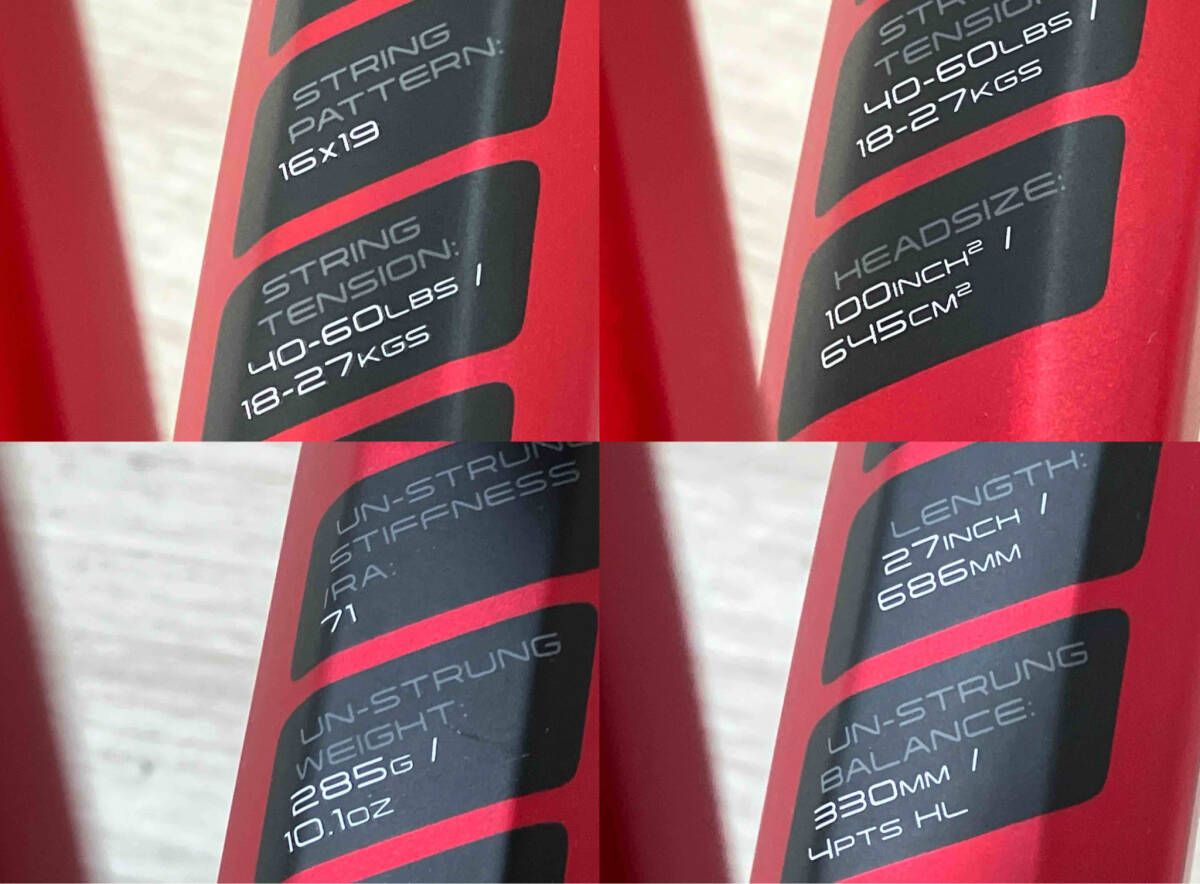 STRING
PATTERN:
16x19
STRING
TENSION:
40-60LBS /
18-27KGS
STRING
TENSION:
40-60LBS /
18-27KGS
HEADSIZE:
100INCH² /
645CM²
UN-STRUNG
STIFFNESS
/RA:
71
UN-STRUNG
WEIGHT:
285G /
10.1OZ
LENGTH:
27INCH /
686MM
UN-STRUNG
BALANCE:
330MM /
4PTS HL